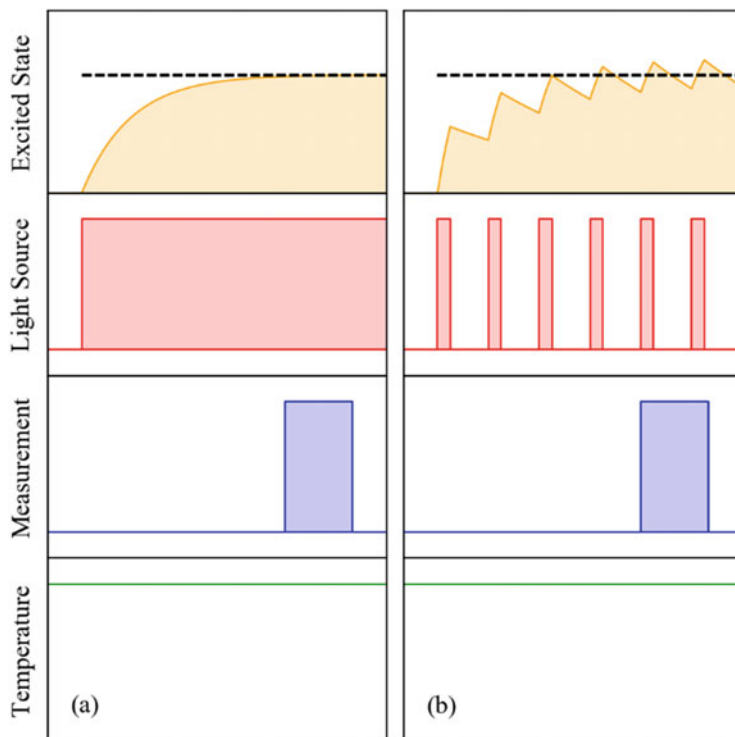 Excited State
Light Source
Measurement
Temperature
(a)
(b)